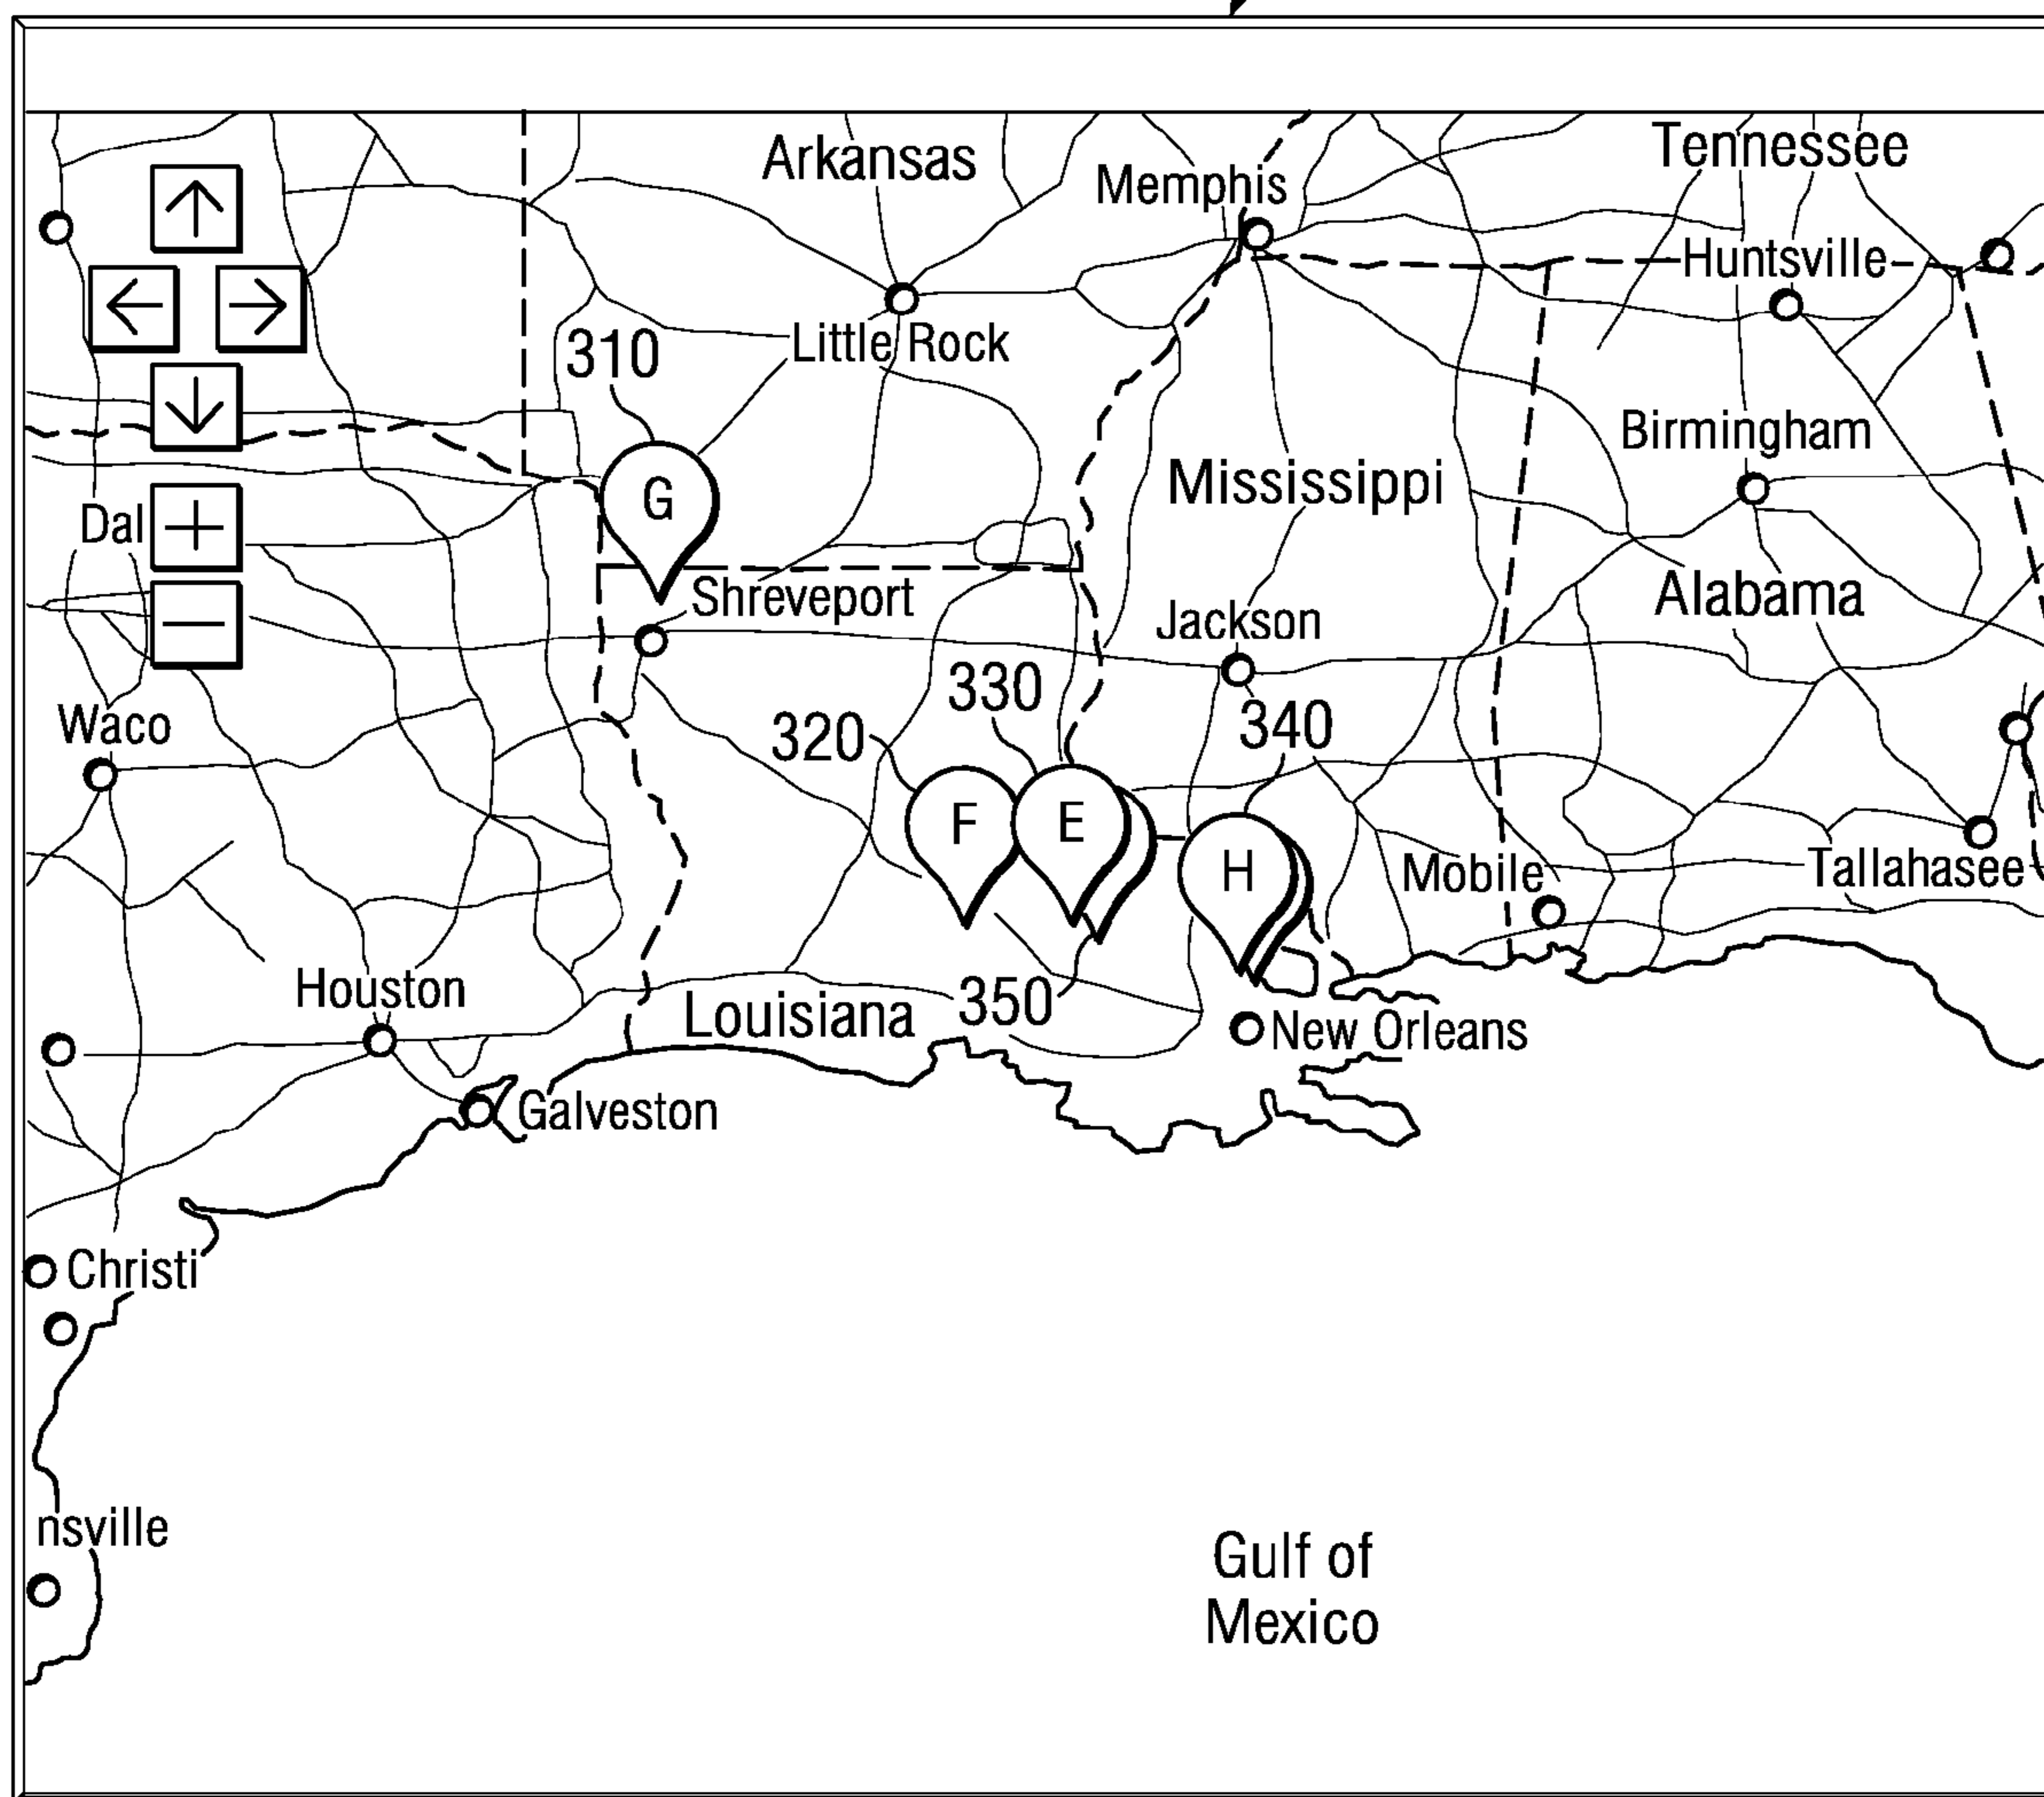 Arkansas
Tennessee
Memphis
Huntsville
310
Little Rock
Birmingham
G
Mississippi
Dal
Shreveport
Alabama
Jackson
330
Waco
320
340
F
E
H
Mobile
Tallahasee
Houston
350
Louisiana
New Orleans
Galveston
Christi
nsville
Gulf of
Mexico